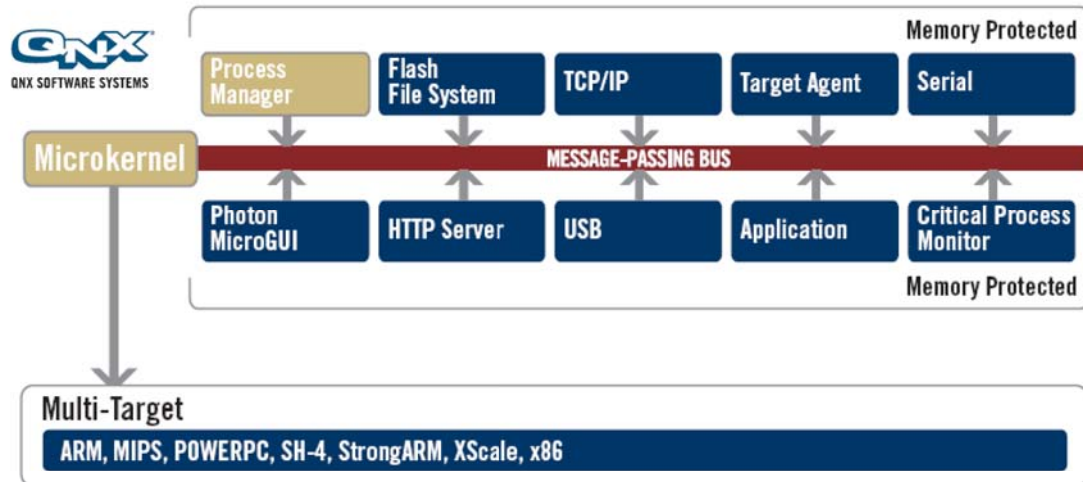 Memory Protected
QNX
QNX SOFTWARE SYSTEMS
Process
Manager
Flash
File System
TCP/IP
Target Agent
Serial
Microkernel
MESSAGE-PASSING BUS
Photon
MicroGUI
HTTP Server
USB
Application
Critical Process
Monitor
Memory Protected
Multi-Target
ARM, MIPS, POWERPC, SH-4, StrongARM, XScale, x86